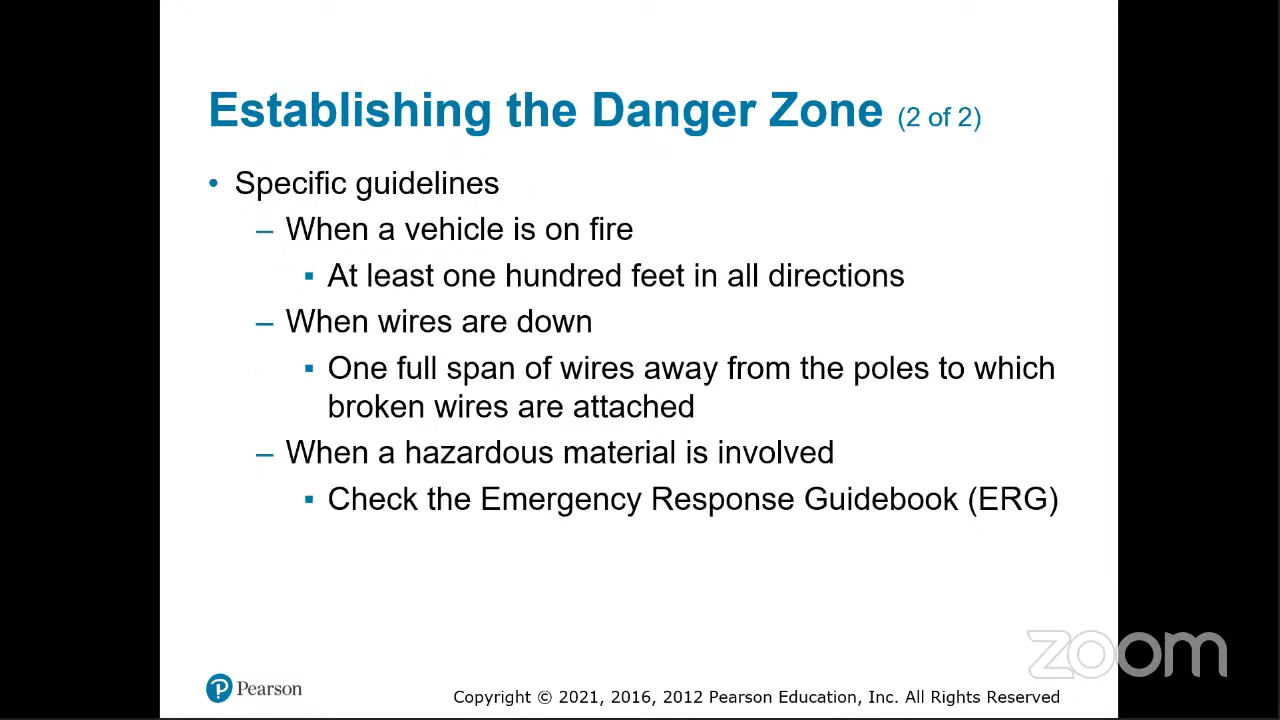 Establishing the Danger Zone (2 of 2)
• Specific guidelines
– When a vehicle is on fire
▪ At least one hundred feet in all directions
– When wires are down
▪ One full span of wires away from the poles to which
broken wires are attached
– When a hazardous material is involved
▪ Check the Emergency Response Guidebook (ERG)
zoom
Pearson
Copyright © 2021, 2016, 2012 Pearson Education, Inc. All Rights Reserved